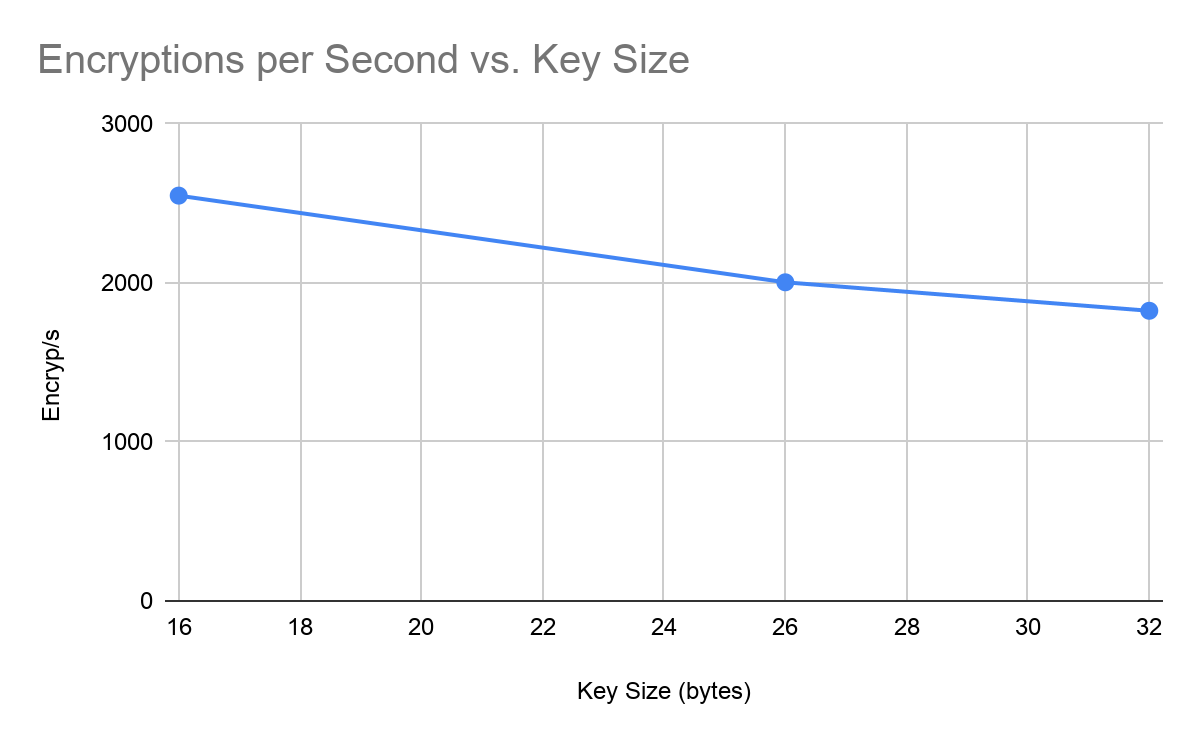 Encryptions per Second vs. Key Size
3000
2000
1000
0
Encryp/s
16 18 20 22 24 26 28 30 32
Key Size (bytes)